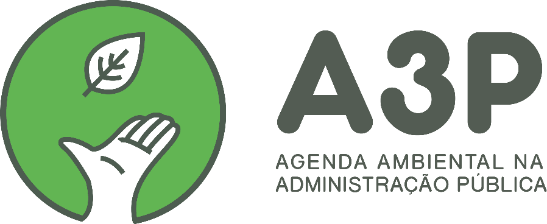 A3P
AGENDA AMBIENTAL NA
ADMINISTRAÇÃO PÚBLICA